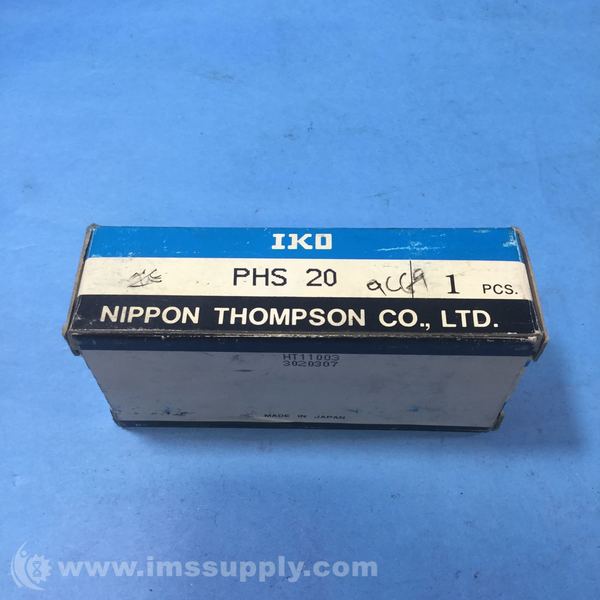 IKO
PHS 20 1 PCS.
NIPPON THOMPSON CO., LTD.
HT11003
3020307
MADE IN JAPAN
www.imssupply.com